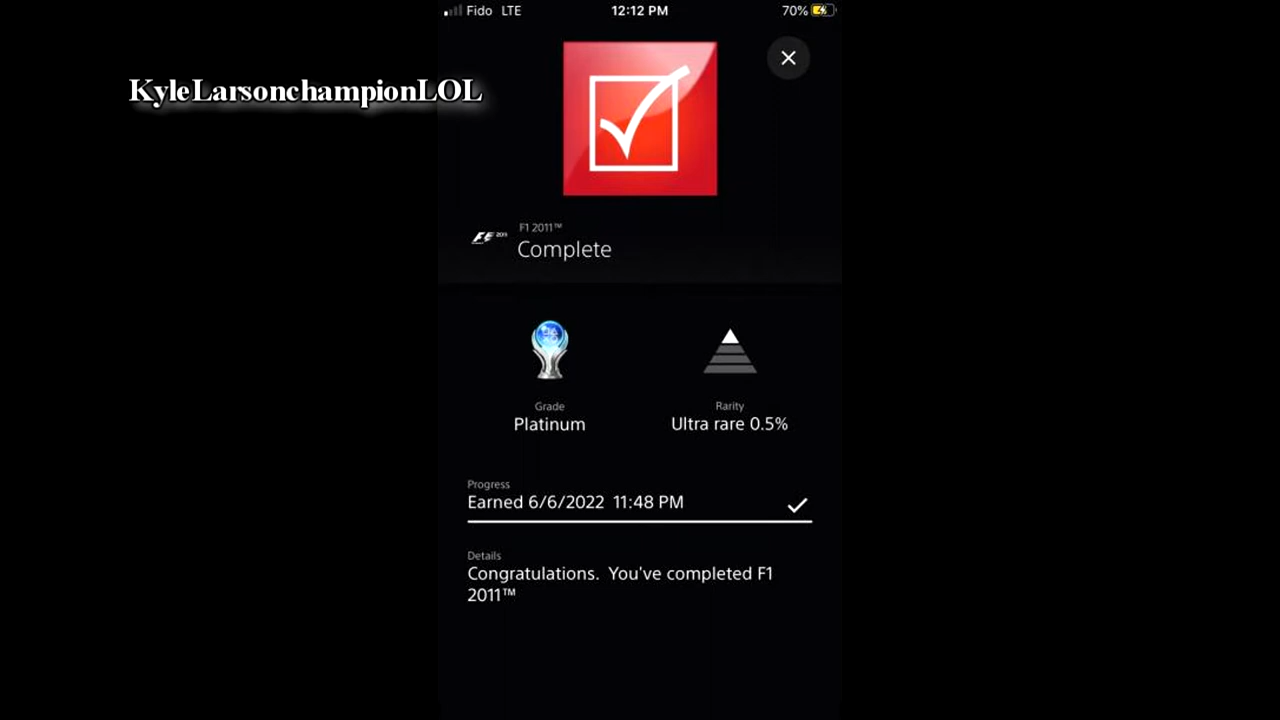 Fido LTE 12:12 PM 70%
KyleLarsonchampionLOL
F1 2011™
Complete
Grade
Platinum
Rarity
Ultra rare 0.5%
Progress
Earned 6/6/2022 11:48 PM
Details
Congratulations. You've completed F1
2011™